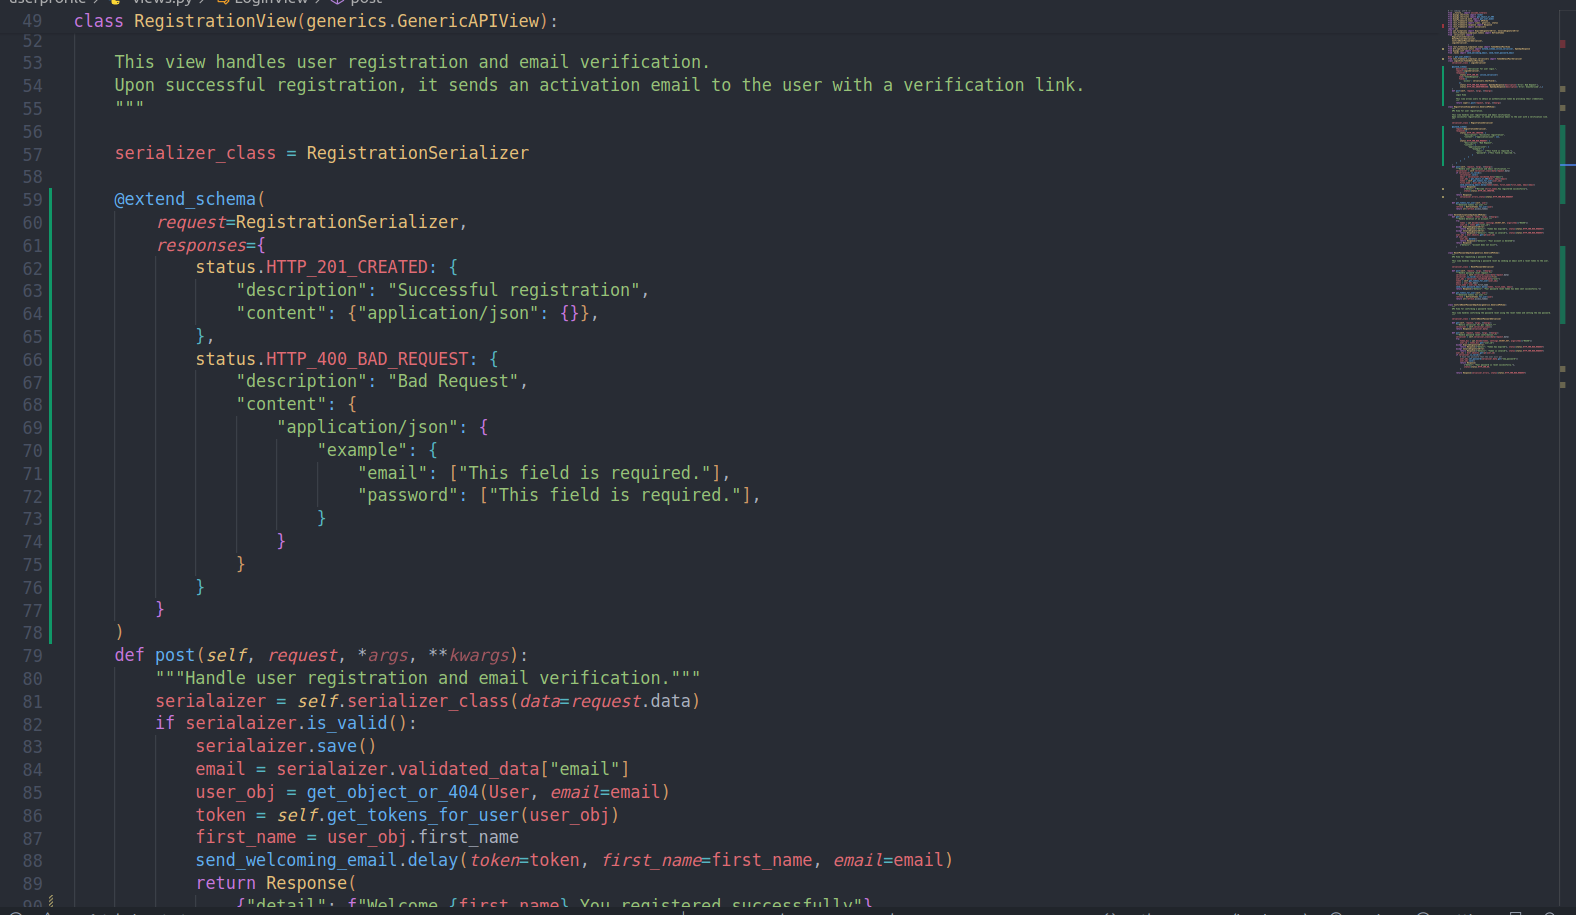 userprofile > views.py > LoginView > post
49 class RegistrationView(generics.GenericAPIView):
52
53 This view handles user registration and email verification.
54 Upon successful registration, it sends an activation email to the user with a verification link.
55 """
56
57 serializer_class = RegistrationSerializer
58
59 @extend_schema(
60 request=RegistrationSerializer,
61 responses={
62 status.HTTP_201_CREATED: {
63 "description": "Successful registration",
64 "content": {"application/json": {}},
65 },
66 status.HTTP_400_BAD_REQUEST: {
67 "description": "Bad Request",
68 "content": {
69 "application/json": {
70 "example": {
71 "email": ["This field is required."],
72 "password": ["This field is required."],
73 }
74 }
75 }
76 }
77 }
78 )
79 def post(self, request, *args, **kwargs):
80 """Handle user registration and email verification."""
81 serialaizer = self.serializer_class(data=request.data)
82 if serialaizer.is_valid():
83 serialaizer.save()
84 email = serialaizer.validated_data["email"]
85 user_obj = get_object_or_404(User, email=email)
86 token = self.get_tokens_for_user(user_obj)
87 first_name = user_obj.first_name
88 send_welcoming_email.delay(token=token, first_name=first_name, email=email)
89 return Response(
90 {"detail": f"Welcome {first_name} You registered successfully"}